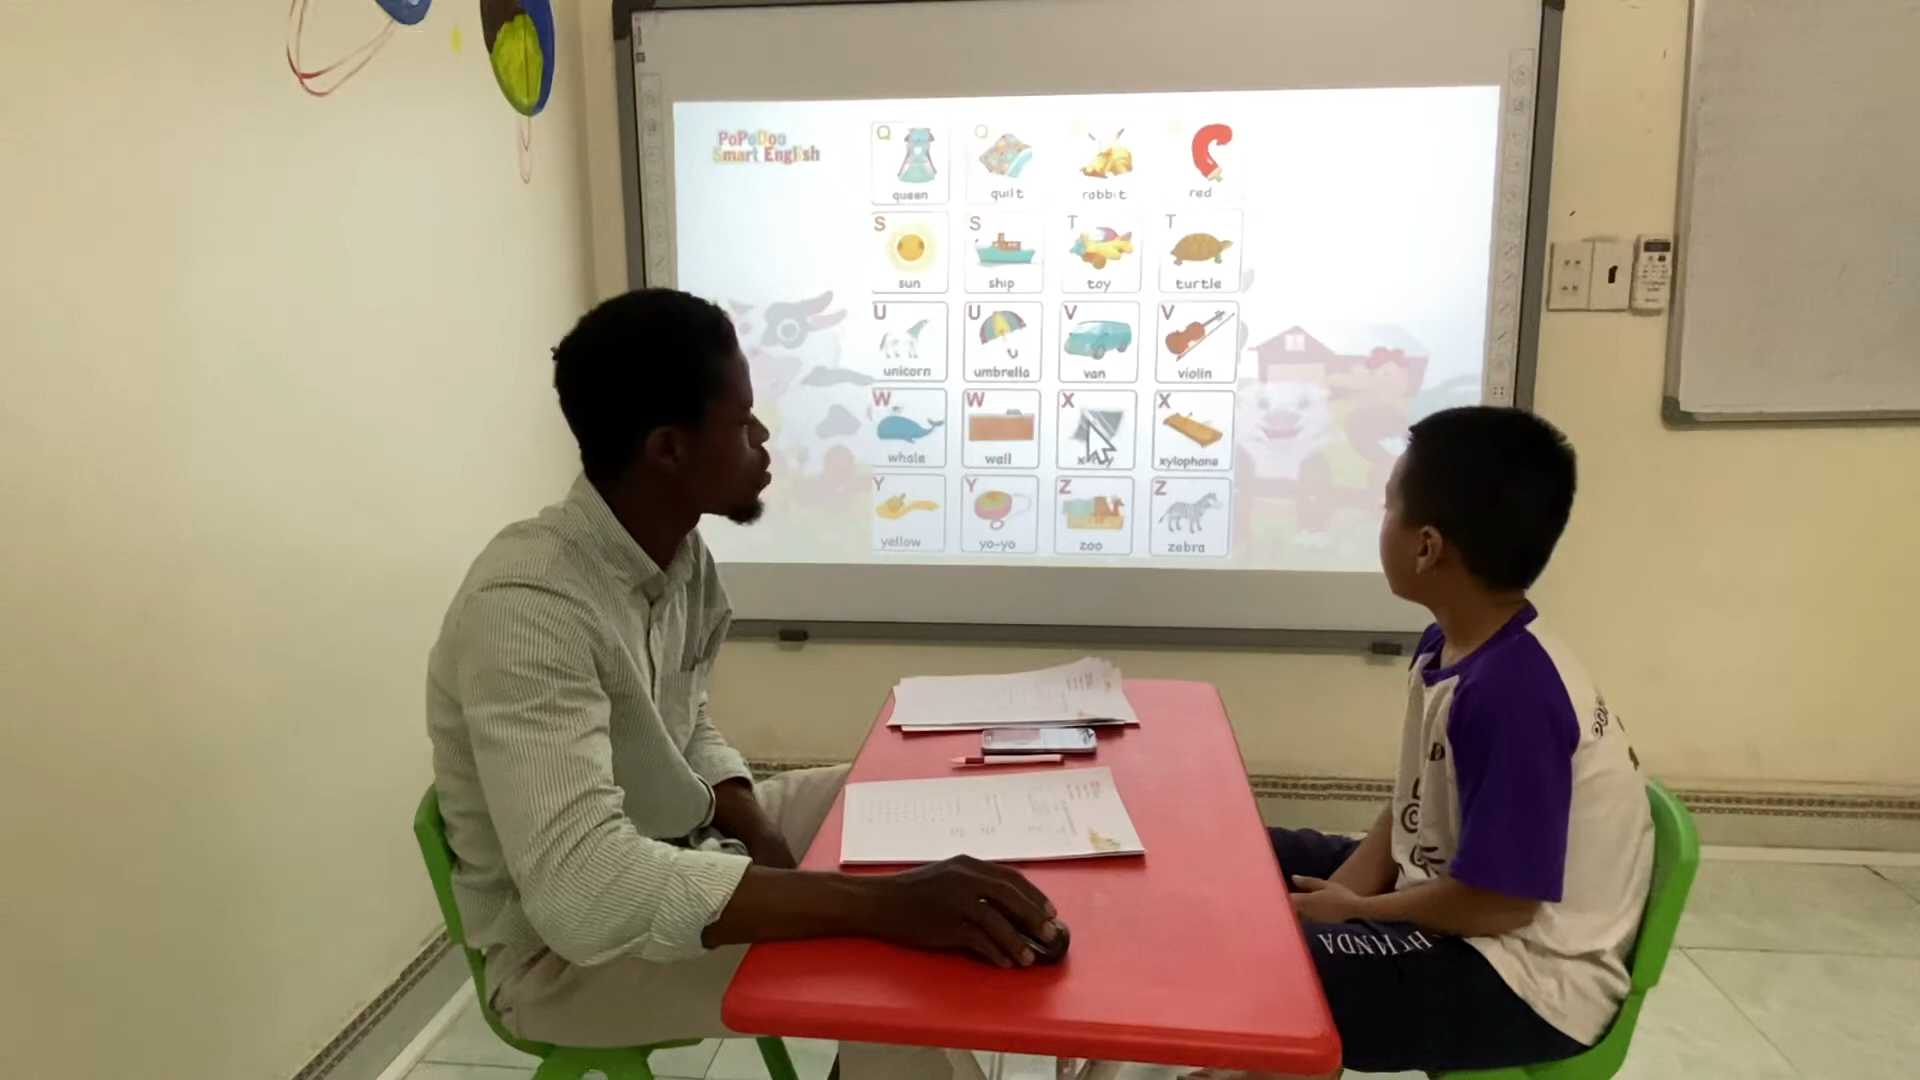 PoPoDoo
Smart English
Q Q
queen quilt rabbit red
S S T T
sun ship toy turtle
U U V V
unicorn umbrella van violin
W W X X
whale wall x-ray xylophone
Y Y Z Z
yellow yo-yo zoo zebra